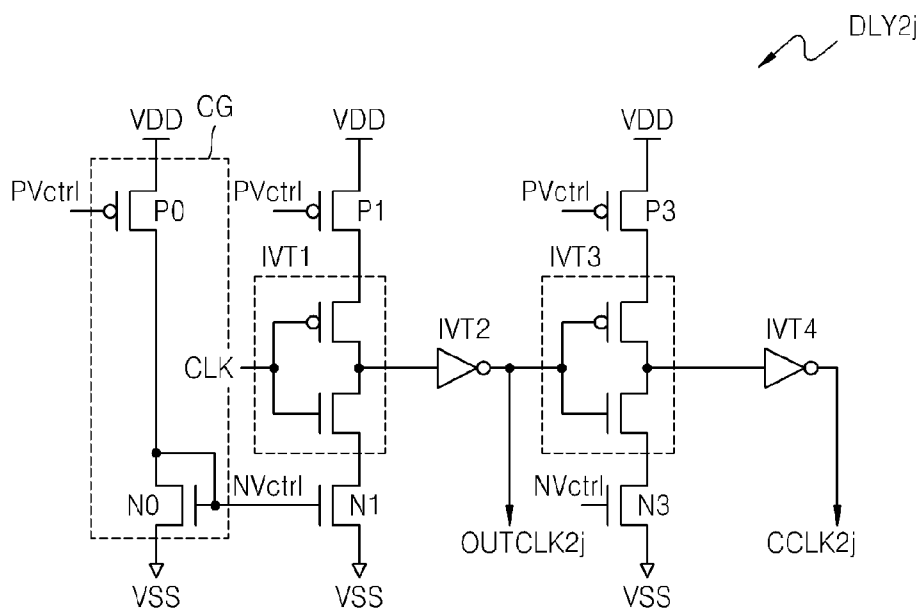 DLY2j
CG
VDD
VDD
VDD
PVctrl
P0
PVctrl
P1
PVctrl
P3
IVT1
IVT3
IVT2
IVT4
CLK
N0
NVctrl
N1
NVctrl
N3
OUTCLK2j
CCLK2j
VSS
VSS
VSS